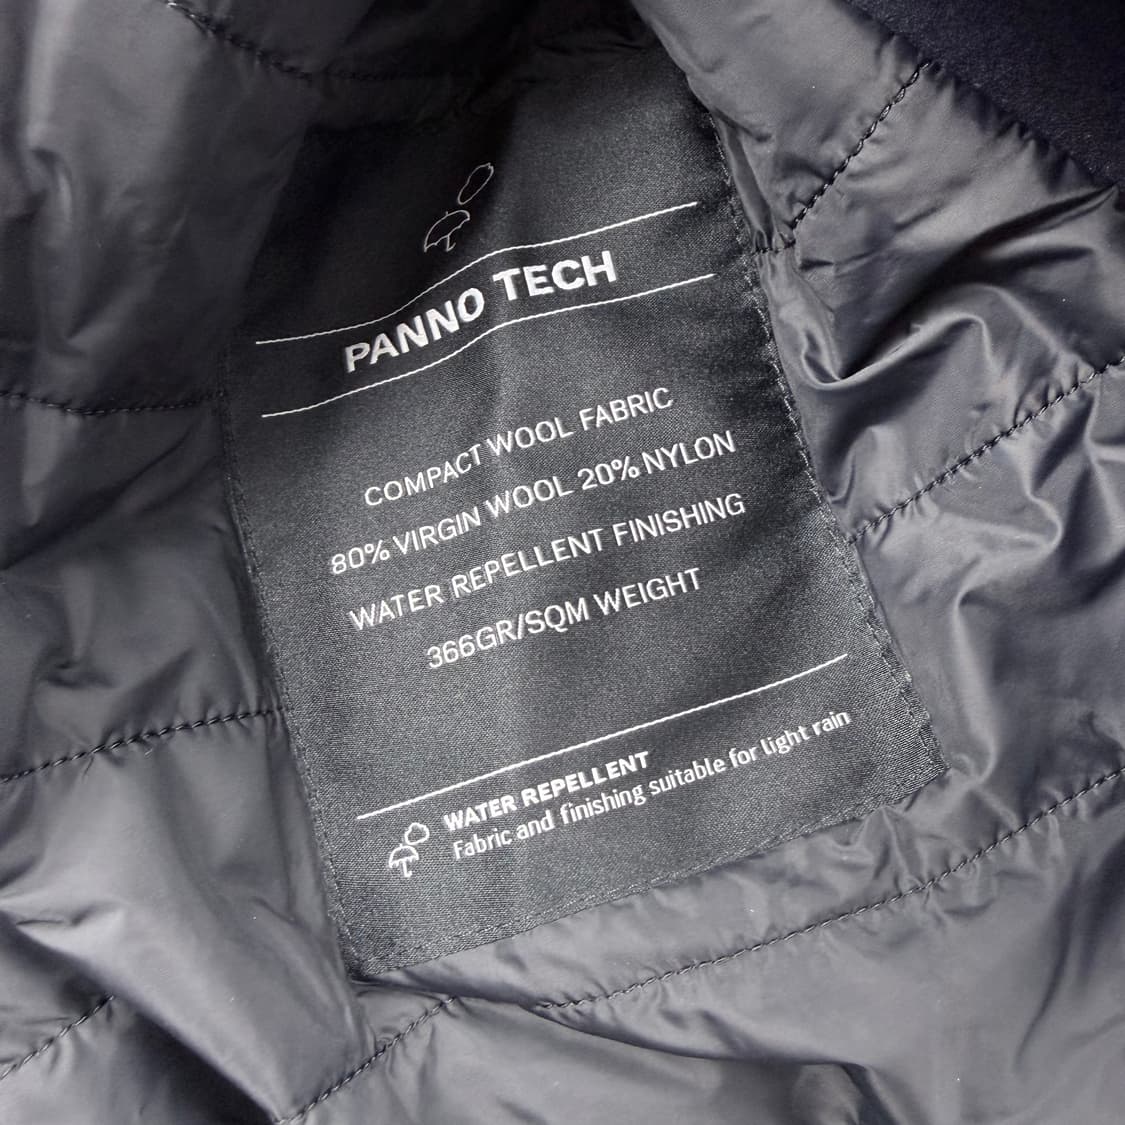 PANNO TECH
COMPACT WOOL FABRIC
80% VIRGIN WOOL 20% NYLON
WATER REPELLENT FINISHING
366GR/SQM WEIGHT
WATER REPELLENT
Fabric and finishing suitable for light rain